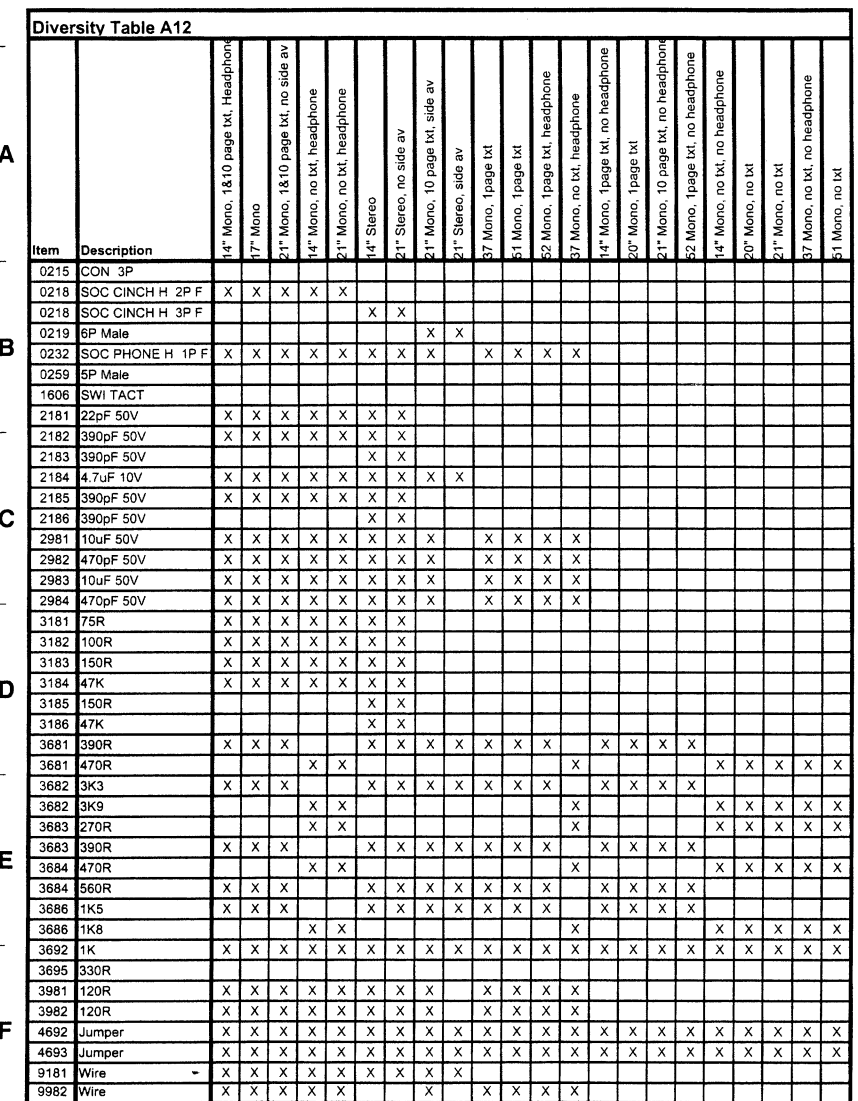 Diversity Table A12
A
Item Description
14" Mono, 1&10 page txt, Headphone
17" Mono
21" Mono, 1&10 page txt, no side av
14" Mono, no txt, headphone
21" Mono, no txt, headphone
14" Stereo
21" Stereo, no side av
21" Mono, 10 page txt, side av
21" Stereo, side av
37 Mono, 1page txt
51 Mono, 1page txt
52 Mono, 1page txt, headphone
37 Mono, no txt, headphone
14" Mono, 1page txt, no headphone
20" Mono, 1page txt
21" Mono, 10 page txt, no headphone
52 Mono, 1page txt, no headphone
14" Mono, no txt, no headphone
20" Mono, no txt
21" Mono, no txt
37 Mono no txt, no headphone
51 Mono, no txt
0215 CON 3P
0218 SOC CINCH H 2P F X X X X X
0218 SOC CINCH H 3P F X X
0219 6P Male X X
B
0232 SOC PHONE H 1P F X X X X X X X X X X X X
0259 5P Male
1606 SWI TACT
2181 22pF 50V X X X X X X X
2182 390pF 50V X X X X X X X
2183 390pF 50V X X
2184 4.7uF 10V X X X X X X X X X
2185 390pF 50V X X X X X X X
C
2186 390pF 50V X X
2981 10uF 50V X X X X X X X X X X X X
2982 470pF 50V X X X X X X X X X X X X
2983 10uF 50V X X X X X X X X X X X X
2984 470pF 50V X X X X X X X X X X X X
3181 75R X X X X X X X
3182 100R X X X X X X X
3183 150R X X X X X X X
D
3184 47K X X X X X X X
3185 150R X X
3186 47K X X
3681 390R X X X X X X X X X X X X X X
3681 470R X X X X X X X X
3682 3K3 X X X X X X X X X X X X X X
3682 3K9 X X X X X X X X
3683 270R X X X X X X X X
E
3683 390R X X X X X X X X X X X X X X
3684 470R X X X X X X X X
3684 560R X X X X X X X X X X X X X X
3686 1K5 X X X X X X X X X X X X X X
3686 1K8 X X X X X X X X
3692 1K X X X X X X X X X X X X X X X X X X X X X X
3695 330R
3981 120R X X X X X X X X X X X X
3982 120R X X X X X X X X X X X X
F
4692 Jumper X X X X X X X X X X X X X X X X X X X X X X
4693 Jumper X X X X X X X X X X X X X X X X X X X X X X
9181 Wire - X X X X X X X X X
9982 Wire X X X X X X X X X X